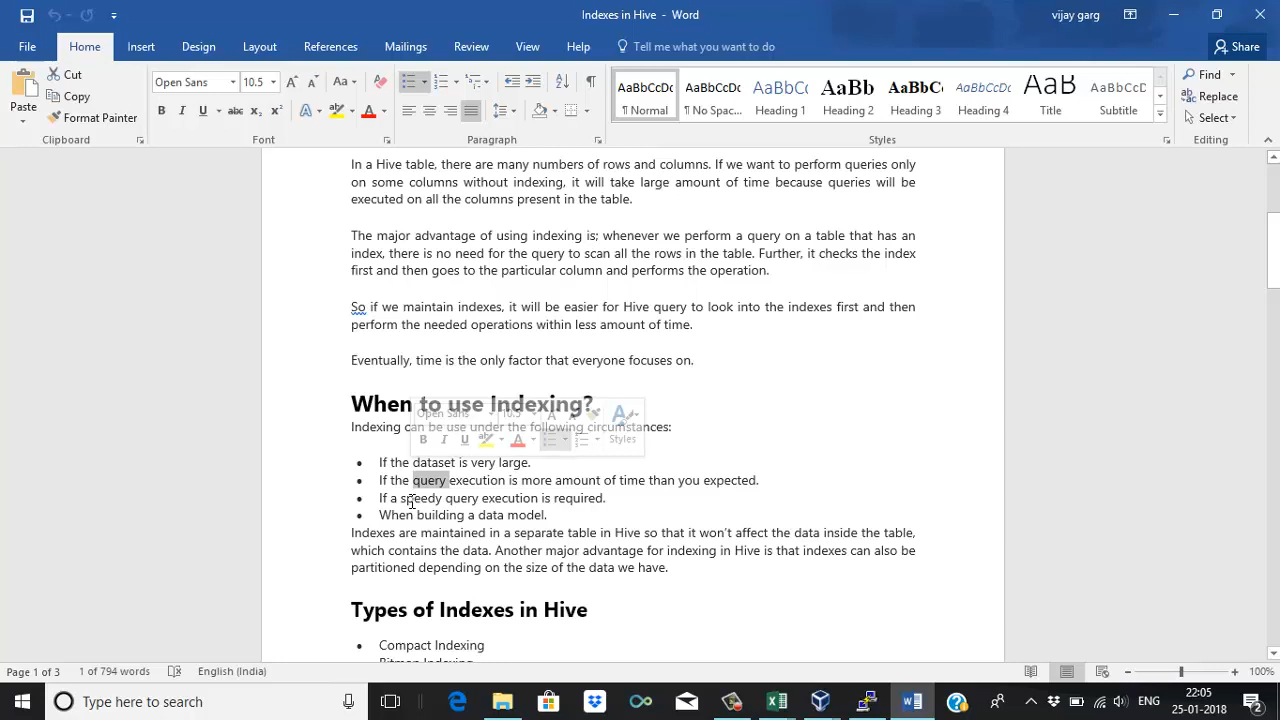 Indexes in Hive - Word
vijay garg
File Home Insert Design Layout References Mailings Review View Help Tell me what you want to do Share
Paste
Cut
Copy
Format Painter
Clipboard
Open Sans 10.5
Font
Paragraph
AaBbCcDc ¶ Normal
AaBbCcDc ¶ No Spac...
AaBbCc Heading 1
AaBb Heading 2
AaBbC Heading 3
AaBbCcDc Heading 4
AaB Title
AaBbCcD Subtitle
Styles
Find
Replace
Select
Editing
In a Hive table, there are many numbers of rows and columns. If we want to perform queries only
on some columns without indexing, it will take large amount of time because queries will be
executed on all the columns present in the table.
The major advantage of using indexing is; whenever we perform a query on a table that has an
index, there is no need for the query to scan all the rows in the table. Further, it checks the index
first and then goes to the particular column and performs the operation.
So if we maintain indexes, it will be easier for Hive query to look into the indexes first and then
perform the needed operations within less amount of time.
Eventually, time is the only factor that everyone focuses on.
When to use Indexing?
Open Sans 10.5
Indexing can be use under the following circumstances:
Styles
• If the dataset is very large.
• If the query execution is more amount of time than you expected.
• If a speedy query execution is required.
• When building a data model.
Indexes are maintained in a separate table in Hive so that it won't affect the data inside the table,
which contains the data. Another major advantage for indexing in Hive is that indexes can also be
partitioned depending on the size of the data we have.
Types of Indexes in Hive
• Compact Indexing
Bitmap Indexing
Page 1 of 3 1 of 794 words English (India) 100%
Type here to search
ENG
22:05
25-01-2018
2